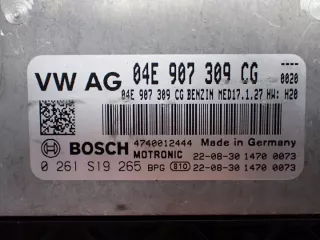 VW AG 04E 907 309 CG ----
0020
04E 907 309 CG BENZIN MED17.1.27 HW: H20
BOSCH 4740012444 Made in Germany
MOTRONIC 22-08-30 1470 0073
0 261 S19 265 BPG 810 22-08-30 1470 0073